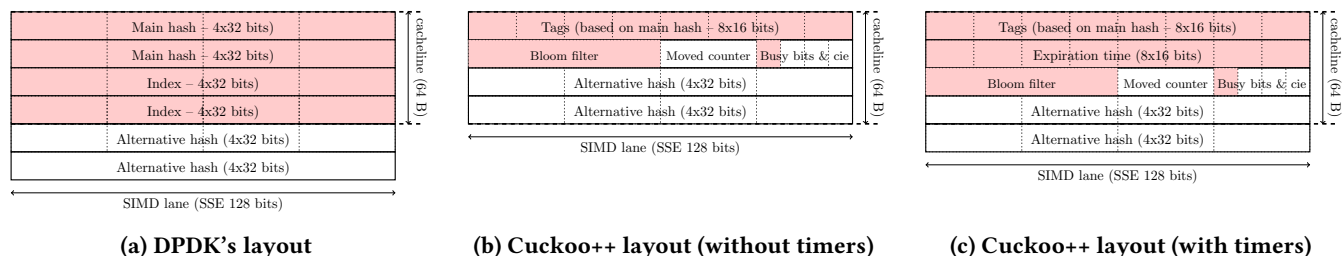 Main hash – 4x32 bits)
Main hash – 4x32 bits)
Index – 4x32 bits)
Index – 4x32 bits)
Alternative hash (4x32 bits)
Alternative hash (4x32 bits)
cacheline (64 B)
SIMD lane (SSE 128 bits)
(a) DPDK's layout
Tags (based on main hash – 8x16 bits)
Bloom filter Moved counter Busy bits & cie
Alternative hash (4x32 bits)
Alternative hash (4x32 bits)
cacheline (64 B)
SIMD lane (SSE 128 bits)
(b) Cuckoo++ layout (without timers)
Tags (based on main hash – 8x16 bits)
Expiration time (8x16 bits)
Bloom filter Moved counter Busy bits & cie
Alternative hash (4x32 bits)
Alternative hash (4x32 bits)
cacheline (64 B)
SIMD lane (SSE 128 bits)
(c) Cuckoo++ layout (with timers)